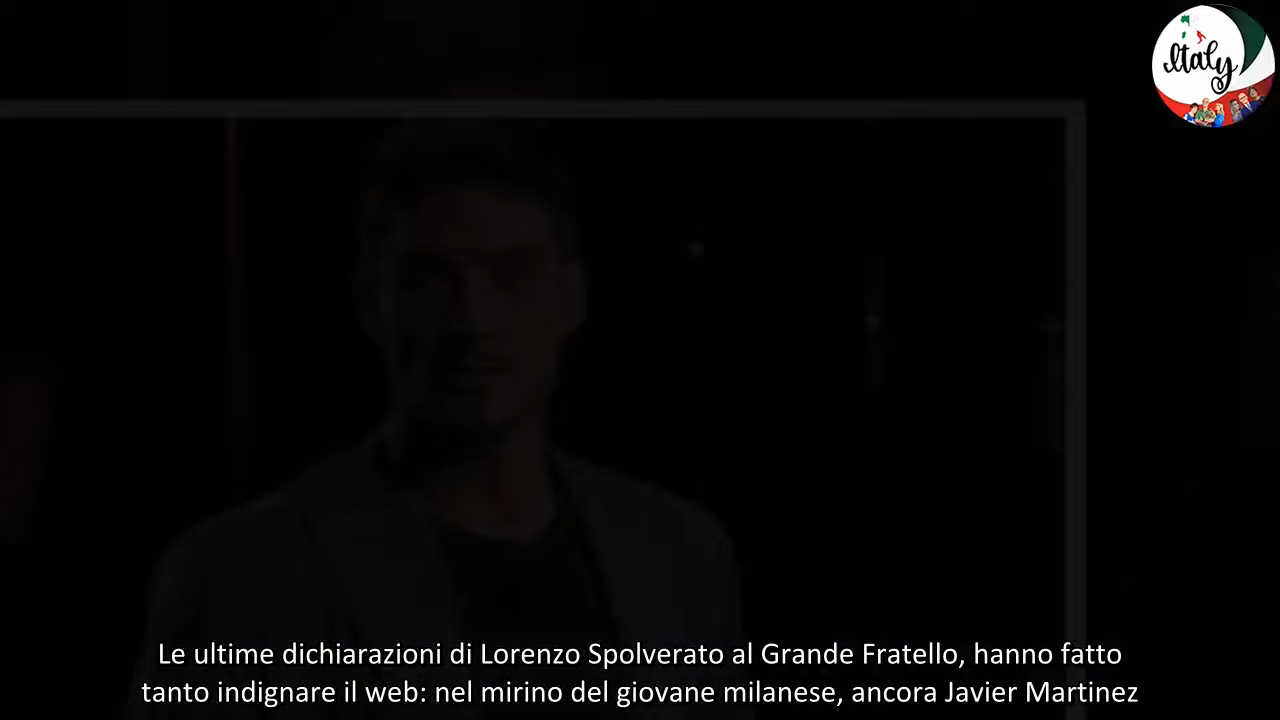 Italy
Le ultime dichiarazioni di Lorenzo Spolverato al Grande Fratello, hanno fatto
tanto indignare il web: nel mirino del giovane milanese, ancora Javier Martinez